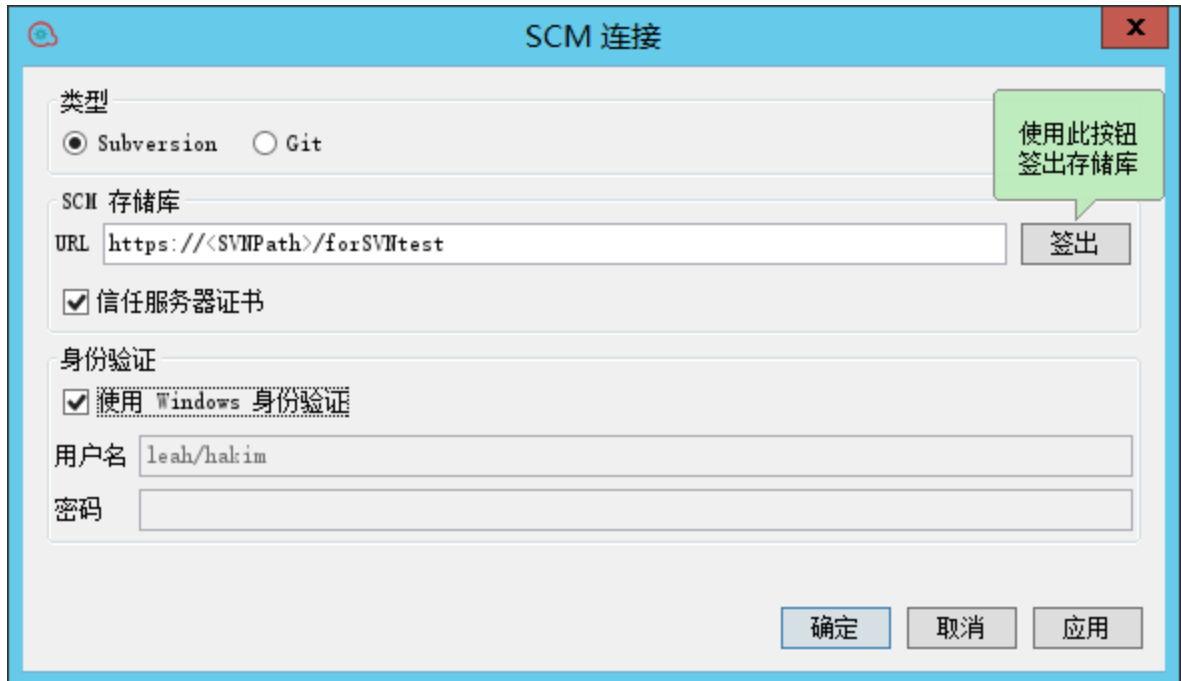 SCM 连接
x
类型
Subversion Git
使用此按钮
签出存储库
SCM 存储库
URL https://<SVNPath>/forSVNtest 签出
信任服务器证书
身份验证
使用 Windows 身份验证
用户名 leah/hakim
密码
确定 取消 应用